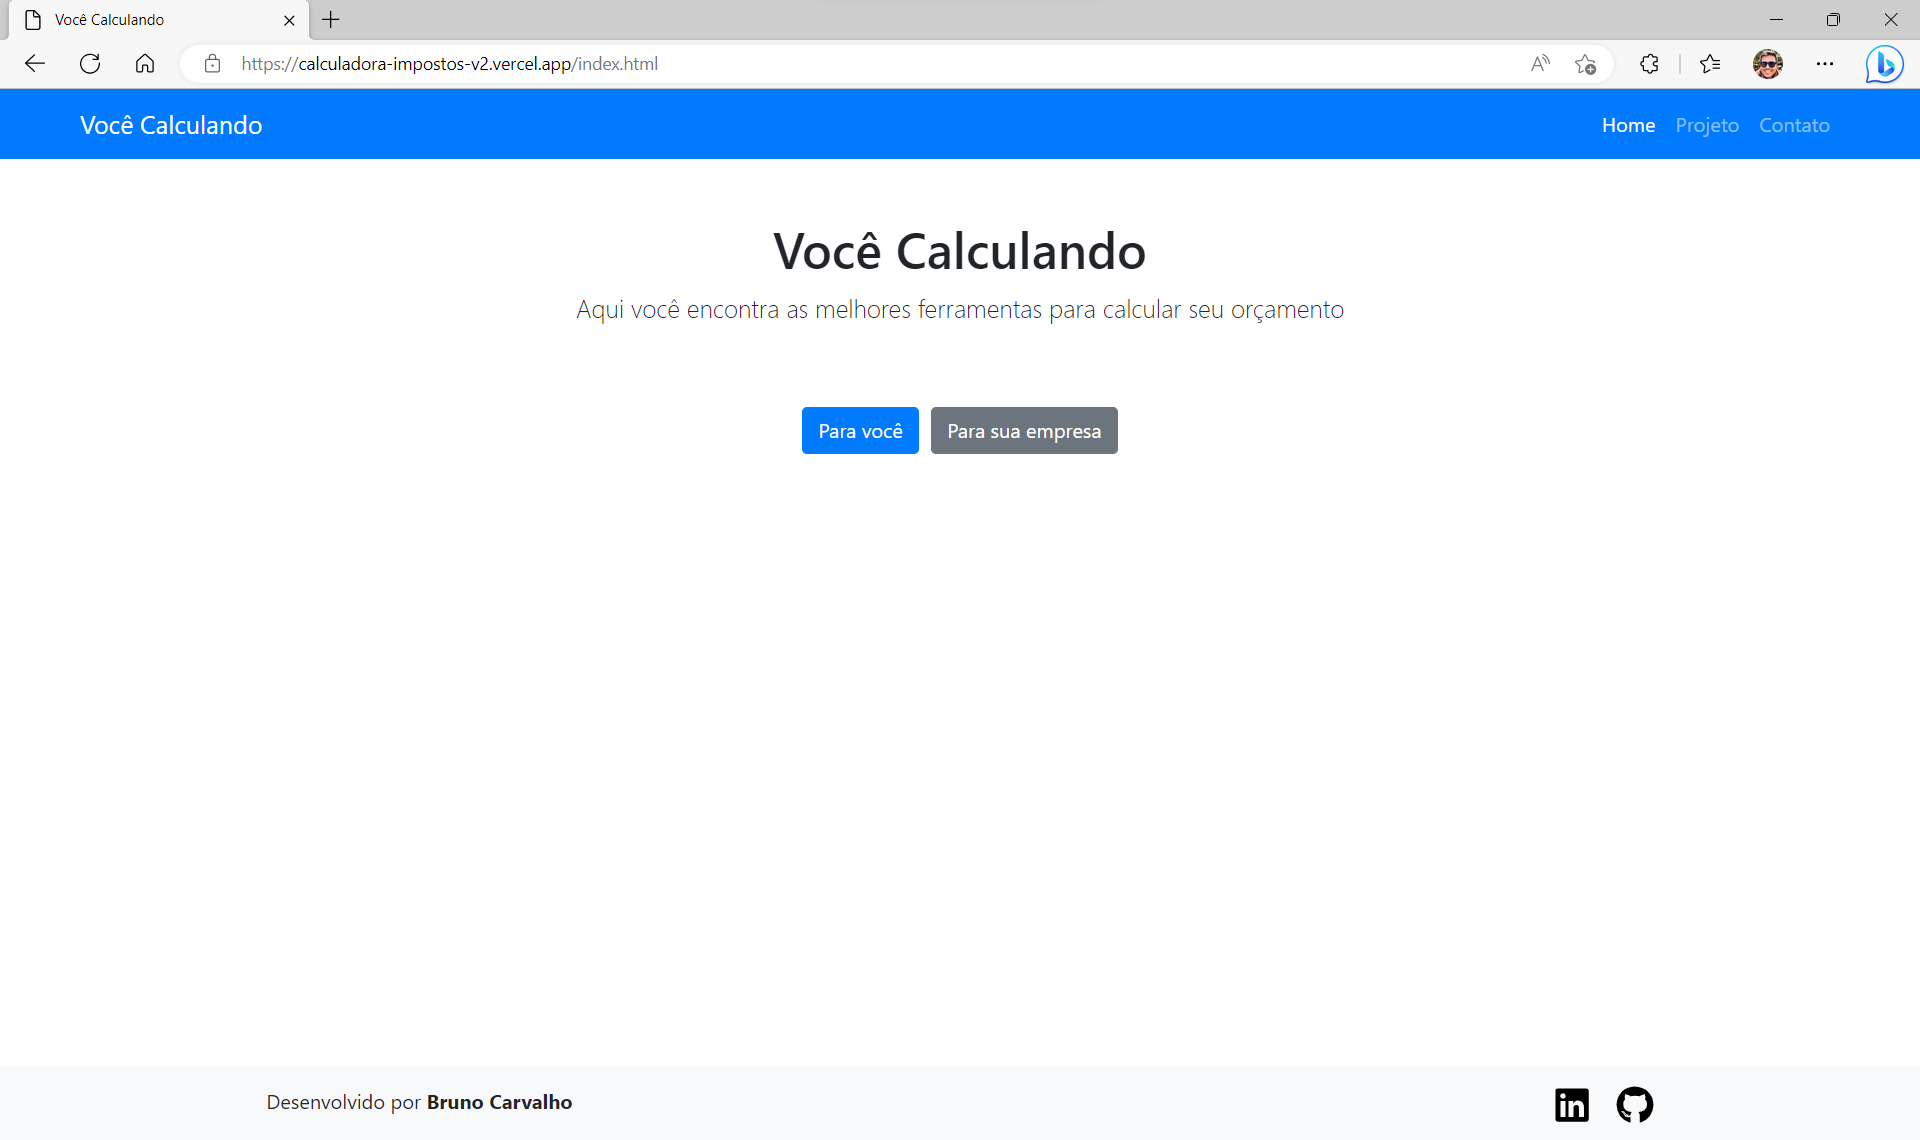 Você Calculando
https://calculadora-impostos-v2.vercel.app/index.html
Você Calculando
Home Projeto Contato
Você Calculando
Aqui você encontra as melhores ferramentas para calcular seu orçamento
Para você Para sua empresa
Desenvolvido por Bruno Carvalho